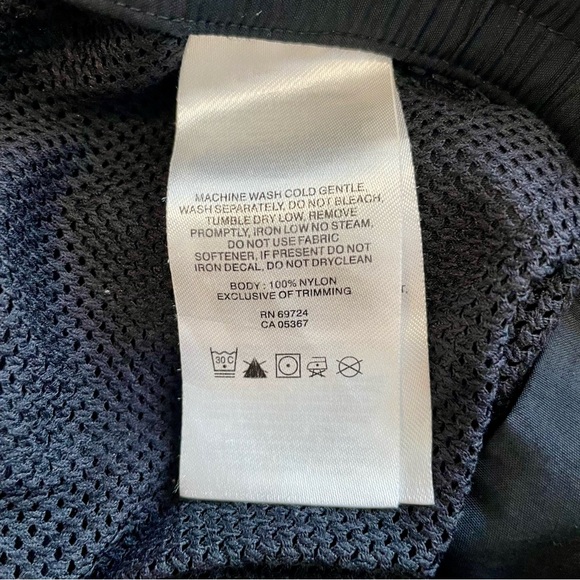 MACHINE WASH COLD GENTLE,
WASH SEPARATELY, DO NOT BLEACH,
TUMBLE DRY LOW, REMOVE
PROMPTLY, IRON LOW NO STEAM.
DO NOT USE FABRIC
SOFTENER, IF PRESENT DO NOT
IRON DECAL, DO NOT DRYCLEAN
BODY : 100% NYLON
EXCLUSIVE OF TRIMMING
RN 69724
CA 05367
30 C